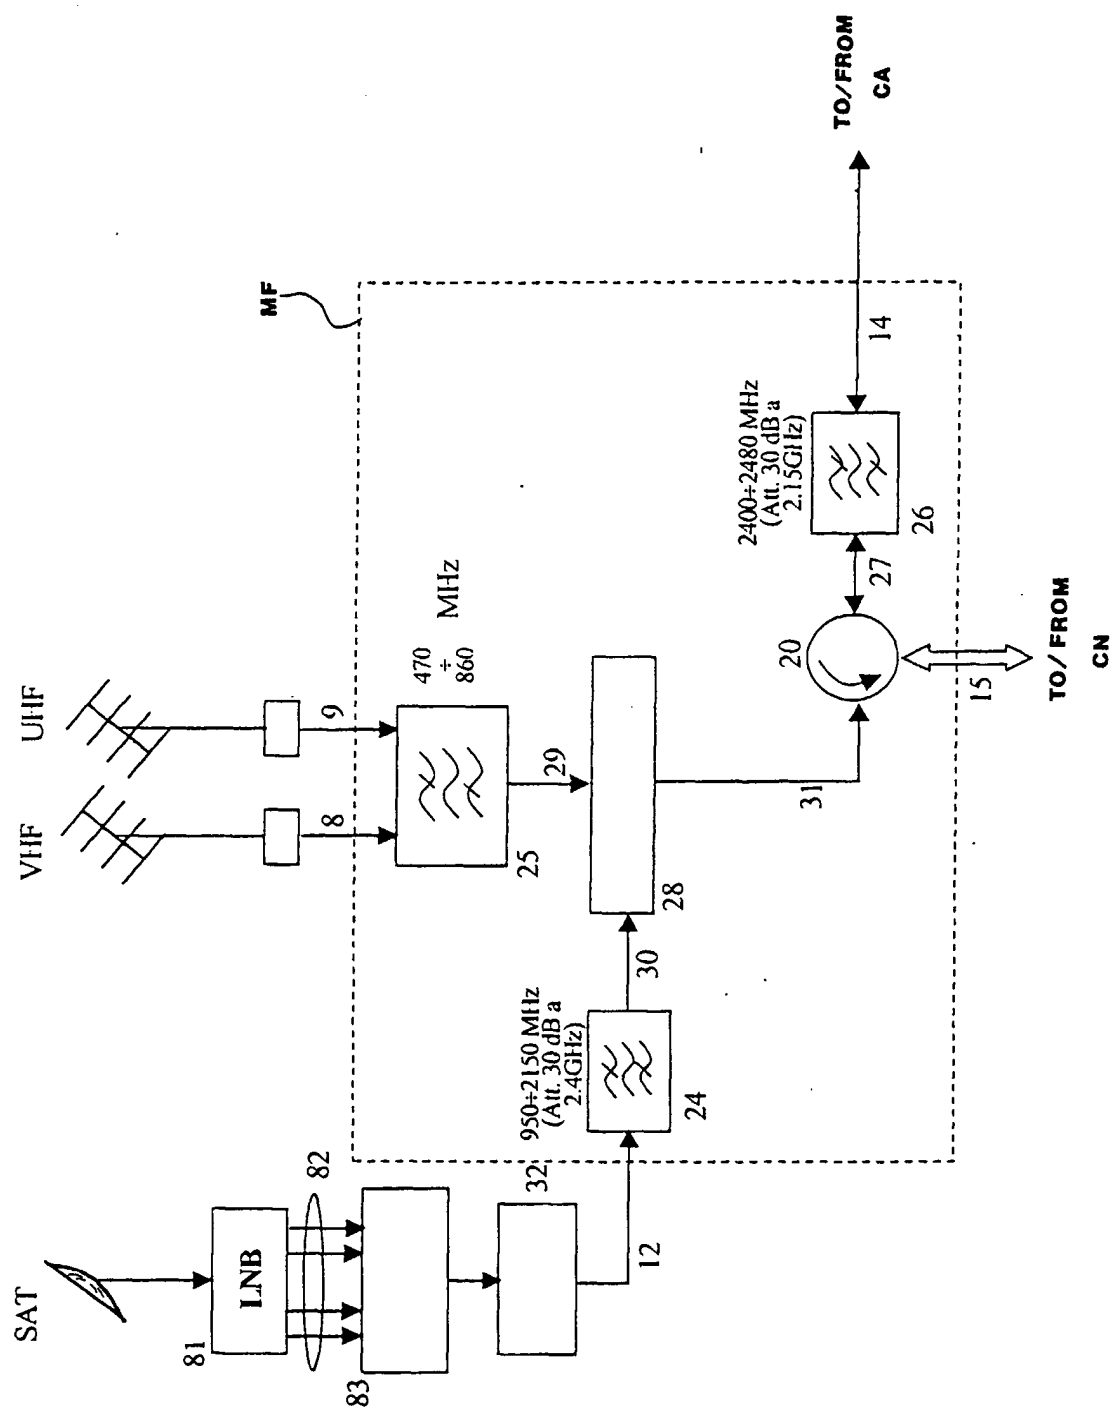 SAT
VHF
UHF
81
LNB
82
83
32
12
8
9
MF
25
470
÷
860
MHz
29
950÷2150 MHz
(Att. 30 dB a
2.4GHz)
24
30
28
31
20
27
2400÷2480 MHz
(Att. 30 dB a
2.15GHz)
26
14
TO/FROM
CA
15
TO/FROM
CN